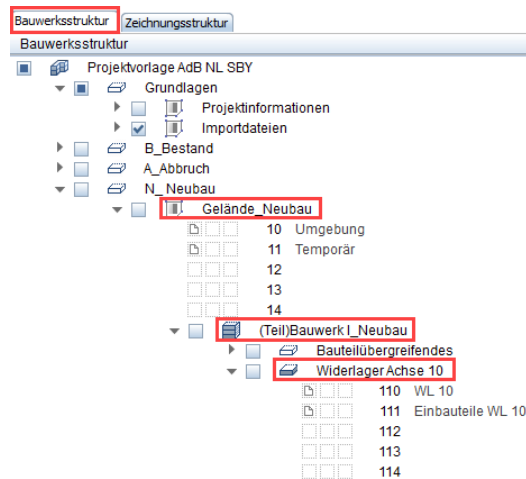 Bauwerksstruktur Zeichnungsstruktur
Bauwerksstruktur
Projektvorlage AdB NL SBY
Grundlagen
Projektinformationen
Importdateien
B_Bestand
A_Abbruch
N_ Neubau
Gelände_Neubau
10 Umgebung
11 Temporär
12
13
14
(Teil)Bauwerk I_Neubau
Bauteilübergreifendes
Widerlager Achse 10
110 WL 10
111 Einbauteile WL 10
112
113
114